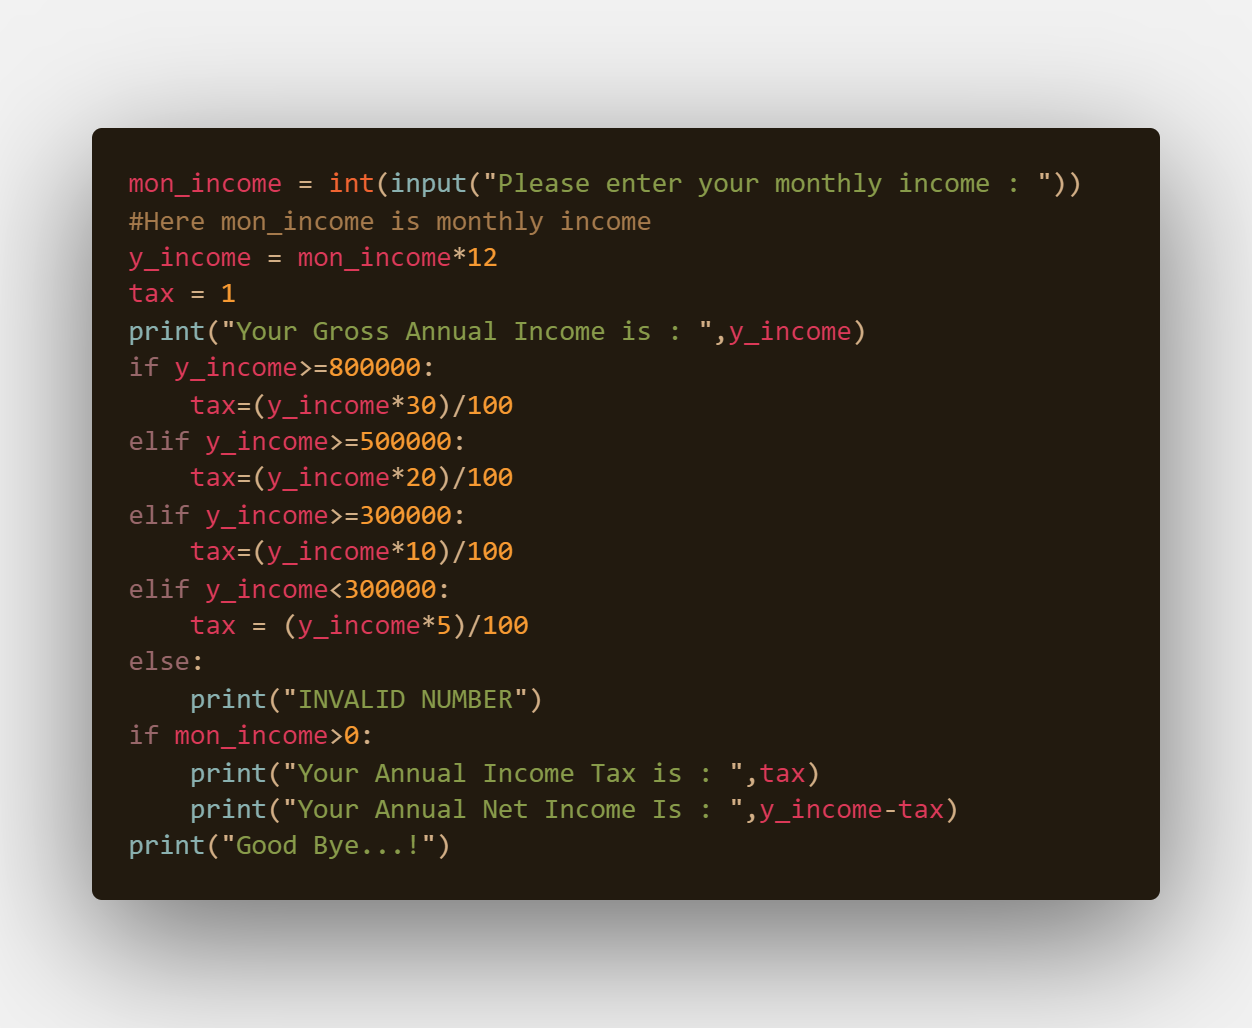 mon_income = int(input("Please enter your monthly income : "))
#Here mon_income is monthly income
y_income = mon_income*12
tax = 1
print("Your Gross Annual Income is : ",y_income)
if y_income>=800000:
    tax=(y_income*30)/100
elif y_income>=500000:
    tax=(y_income*20)/100
elif y_income>=300000:
    tax=(y_income*10)/100
elif y_income<300000:
    tax = (y_income*5)/100
else:
    print("INVALID NUMBER")
if mon_income>0:
    print("Your Annual Income Tax is : ",tax)
    print("Your Annual Net Income Is : ",y_income-tax)
print("Good Bye...!")